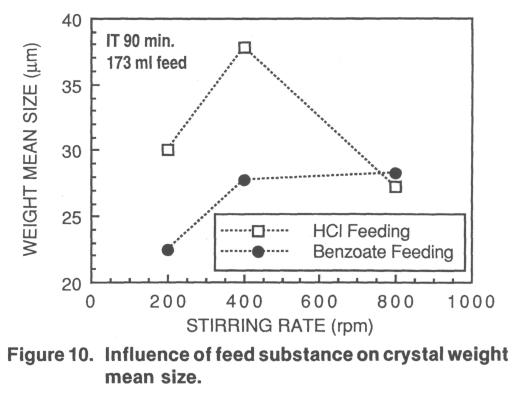 40
IT 90 min.
173 ml feed
35
30
25
20
WEIGHT MEAN SIZE (µm)
HCl Feeding
Benzoate Feeding
0 200 400 600 800 1000
STIRRING RATE (rpm)
Figure 10. Influence of feed substance on crystal weight
mean size.